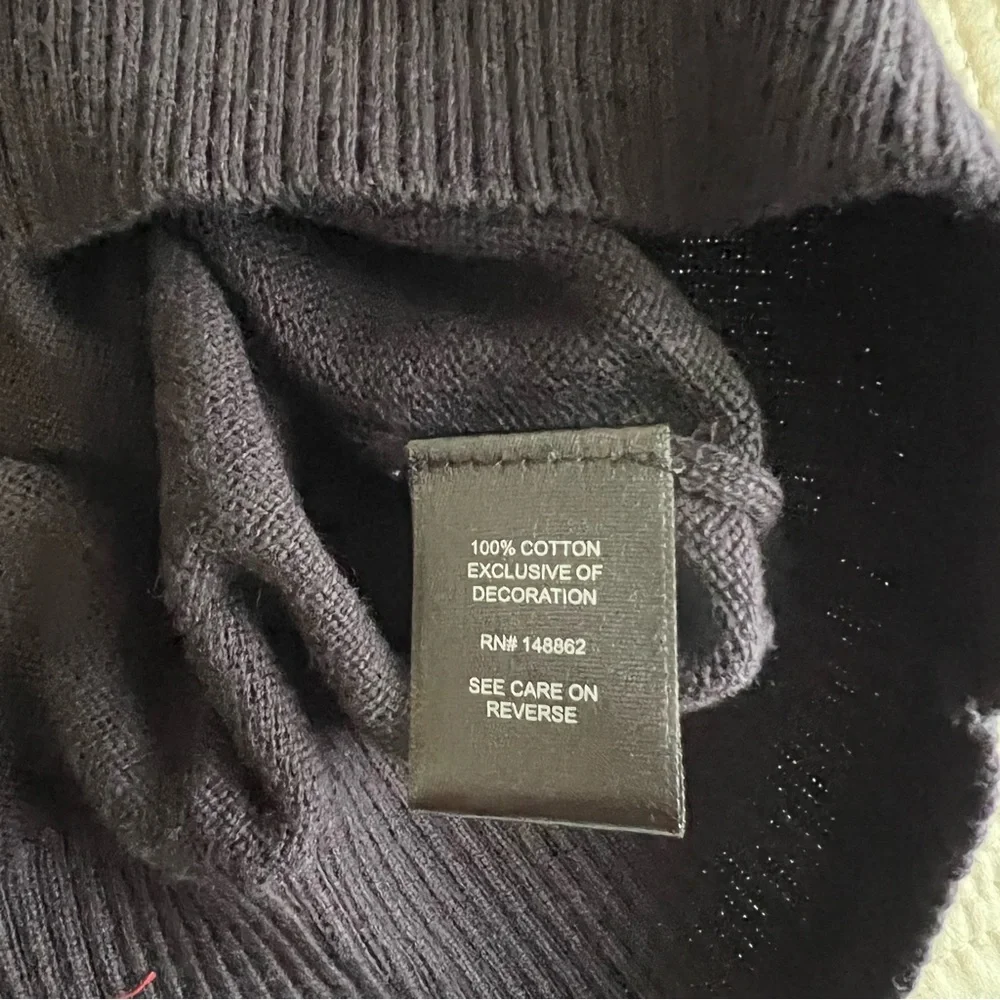 100% COTTON
EXCLUSIVE OF
DECORATION
RN# 148862
SEE CARE ON
REVERSE